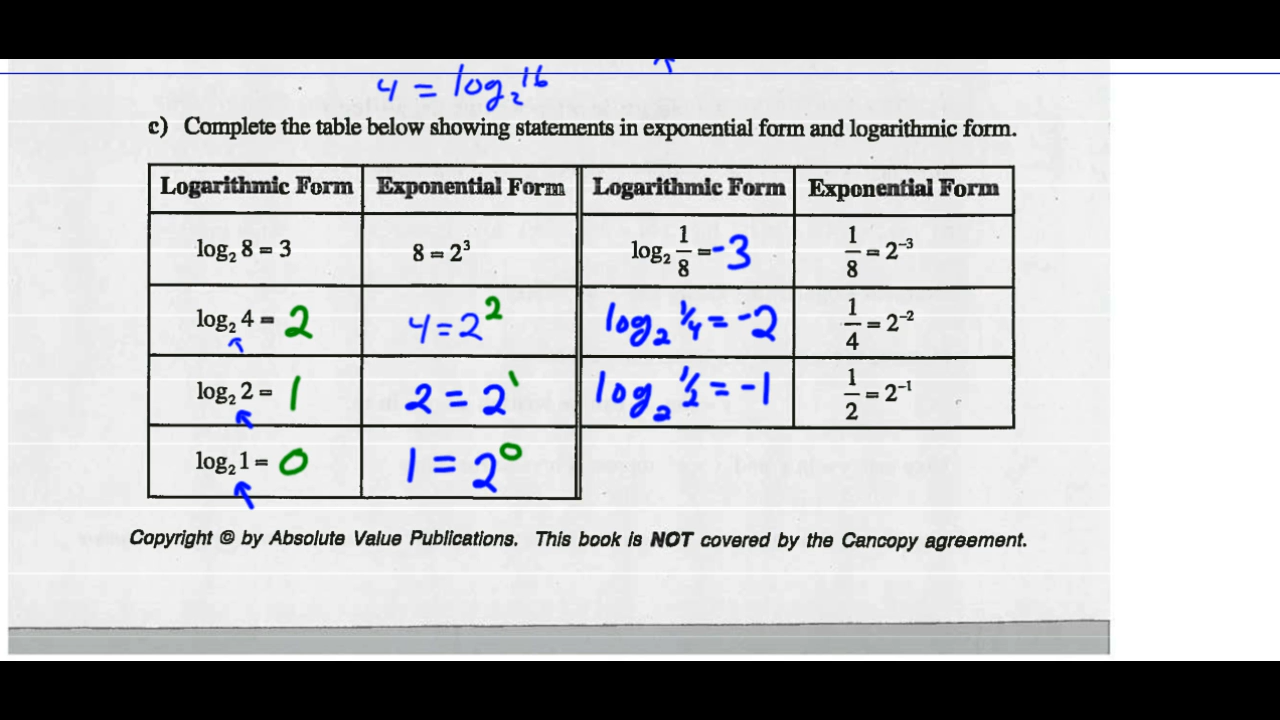 4 = log₂16
c) Complete the table below showing statements in exponential form and logarithmic form.
Logarithmic Form Exponential Form Logarithmic Form Exponential Form
log₂ 8 = 3 8 = 2³ log₂ 1/8 = -3 1/8 = 2⁻³
log₂ 4 = 2 4 = 2² log₂ 1/4 = -2 1/4 = 2⁻²
log₂ 2 = 1 2 = 2¹ log₂ 1/2 = -1 1/2 = 2⁻¹
log₂ 1 = 0 1 = 2⁰
Copyright © by Absolute Value Publications. This book is NOT covered by the Cancopy agreement.